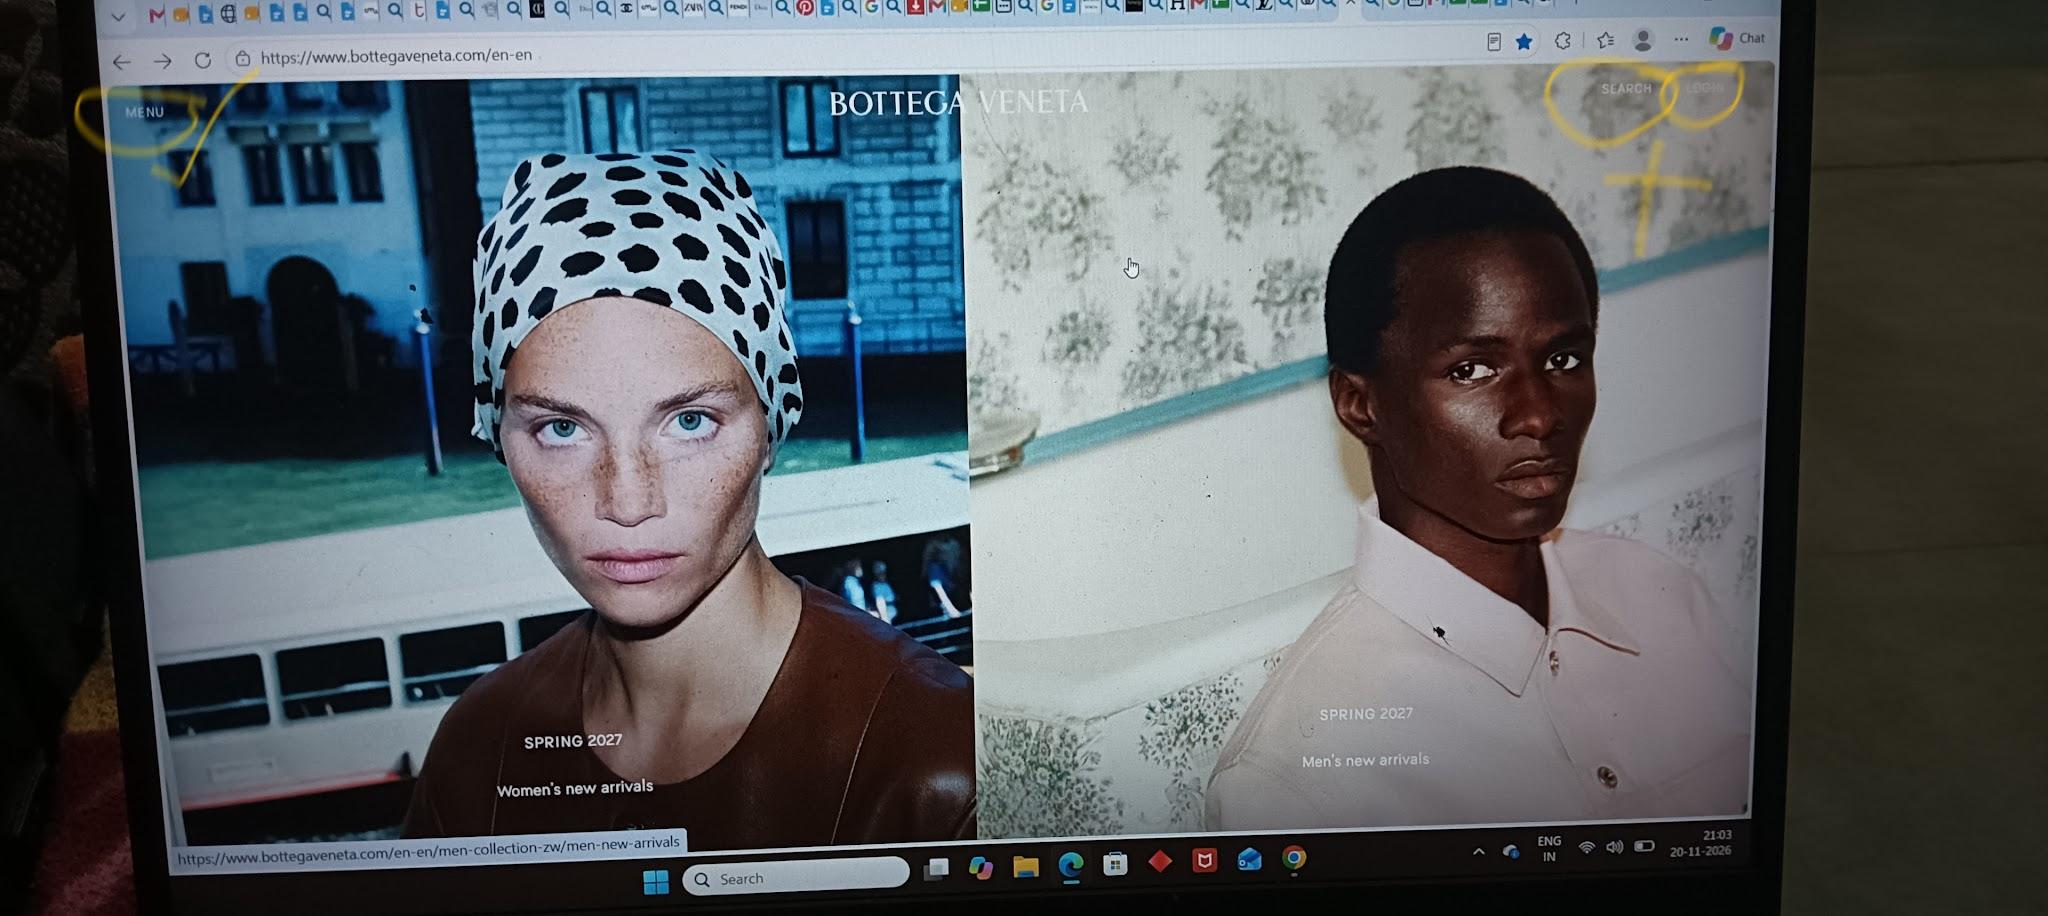 https://www.bottegaveneta.com/en-en
Chat
MENU
BOTTEGA VENETA
SEARCH
LOGIN
SPRING 2027
Women's new arrivals
SPRING 2027
Men's new arrivals
https://www.bottegaveneta.com/en-en/men-collection-zw/men-new-arrivals
Search
ENG
IN
21:03
20-11-2026